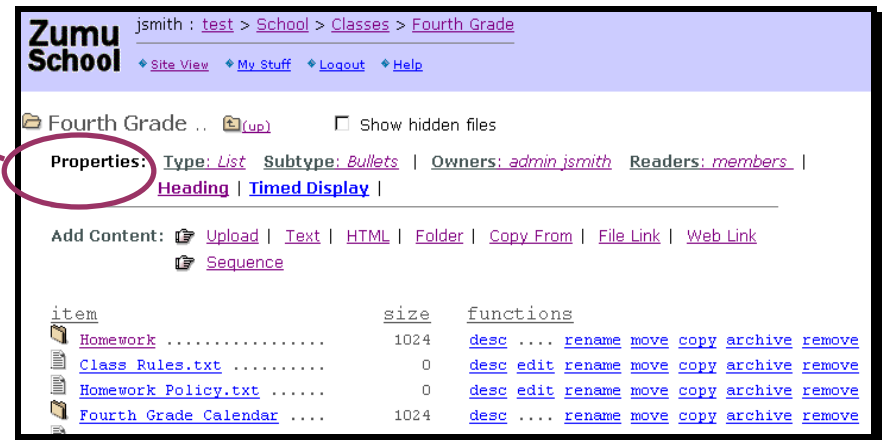 Zumu
School
jsmith : test > School > Classes > Fourth Grade
Site View My Stuff Logout Help
Fourth Grade .. (up) Show hidden files
Properties: Type: List Subtype: Bullets | Owners: admin jsmith Readers: members |
Heading | Timed Display |
Add Content: Upload | Text | HTML | Folder | Copy From | File Link | Web Link
Sequence
item size functions
Homework ................. 1024 desc .... rename move copy archive remove
Class Rules.txt .......... 0 desc edit rename move copy archive remove
Homework Policy.txt ...... 0 desc edit rename move copy archive remove
Fourth Grade Calendar .... 1024 desc .... rename move copy archive remove